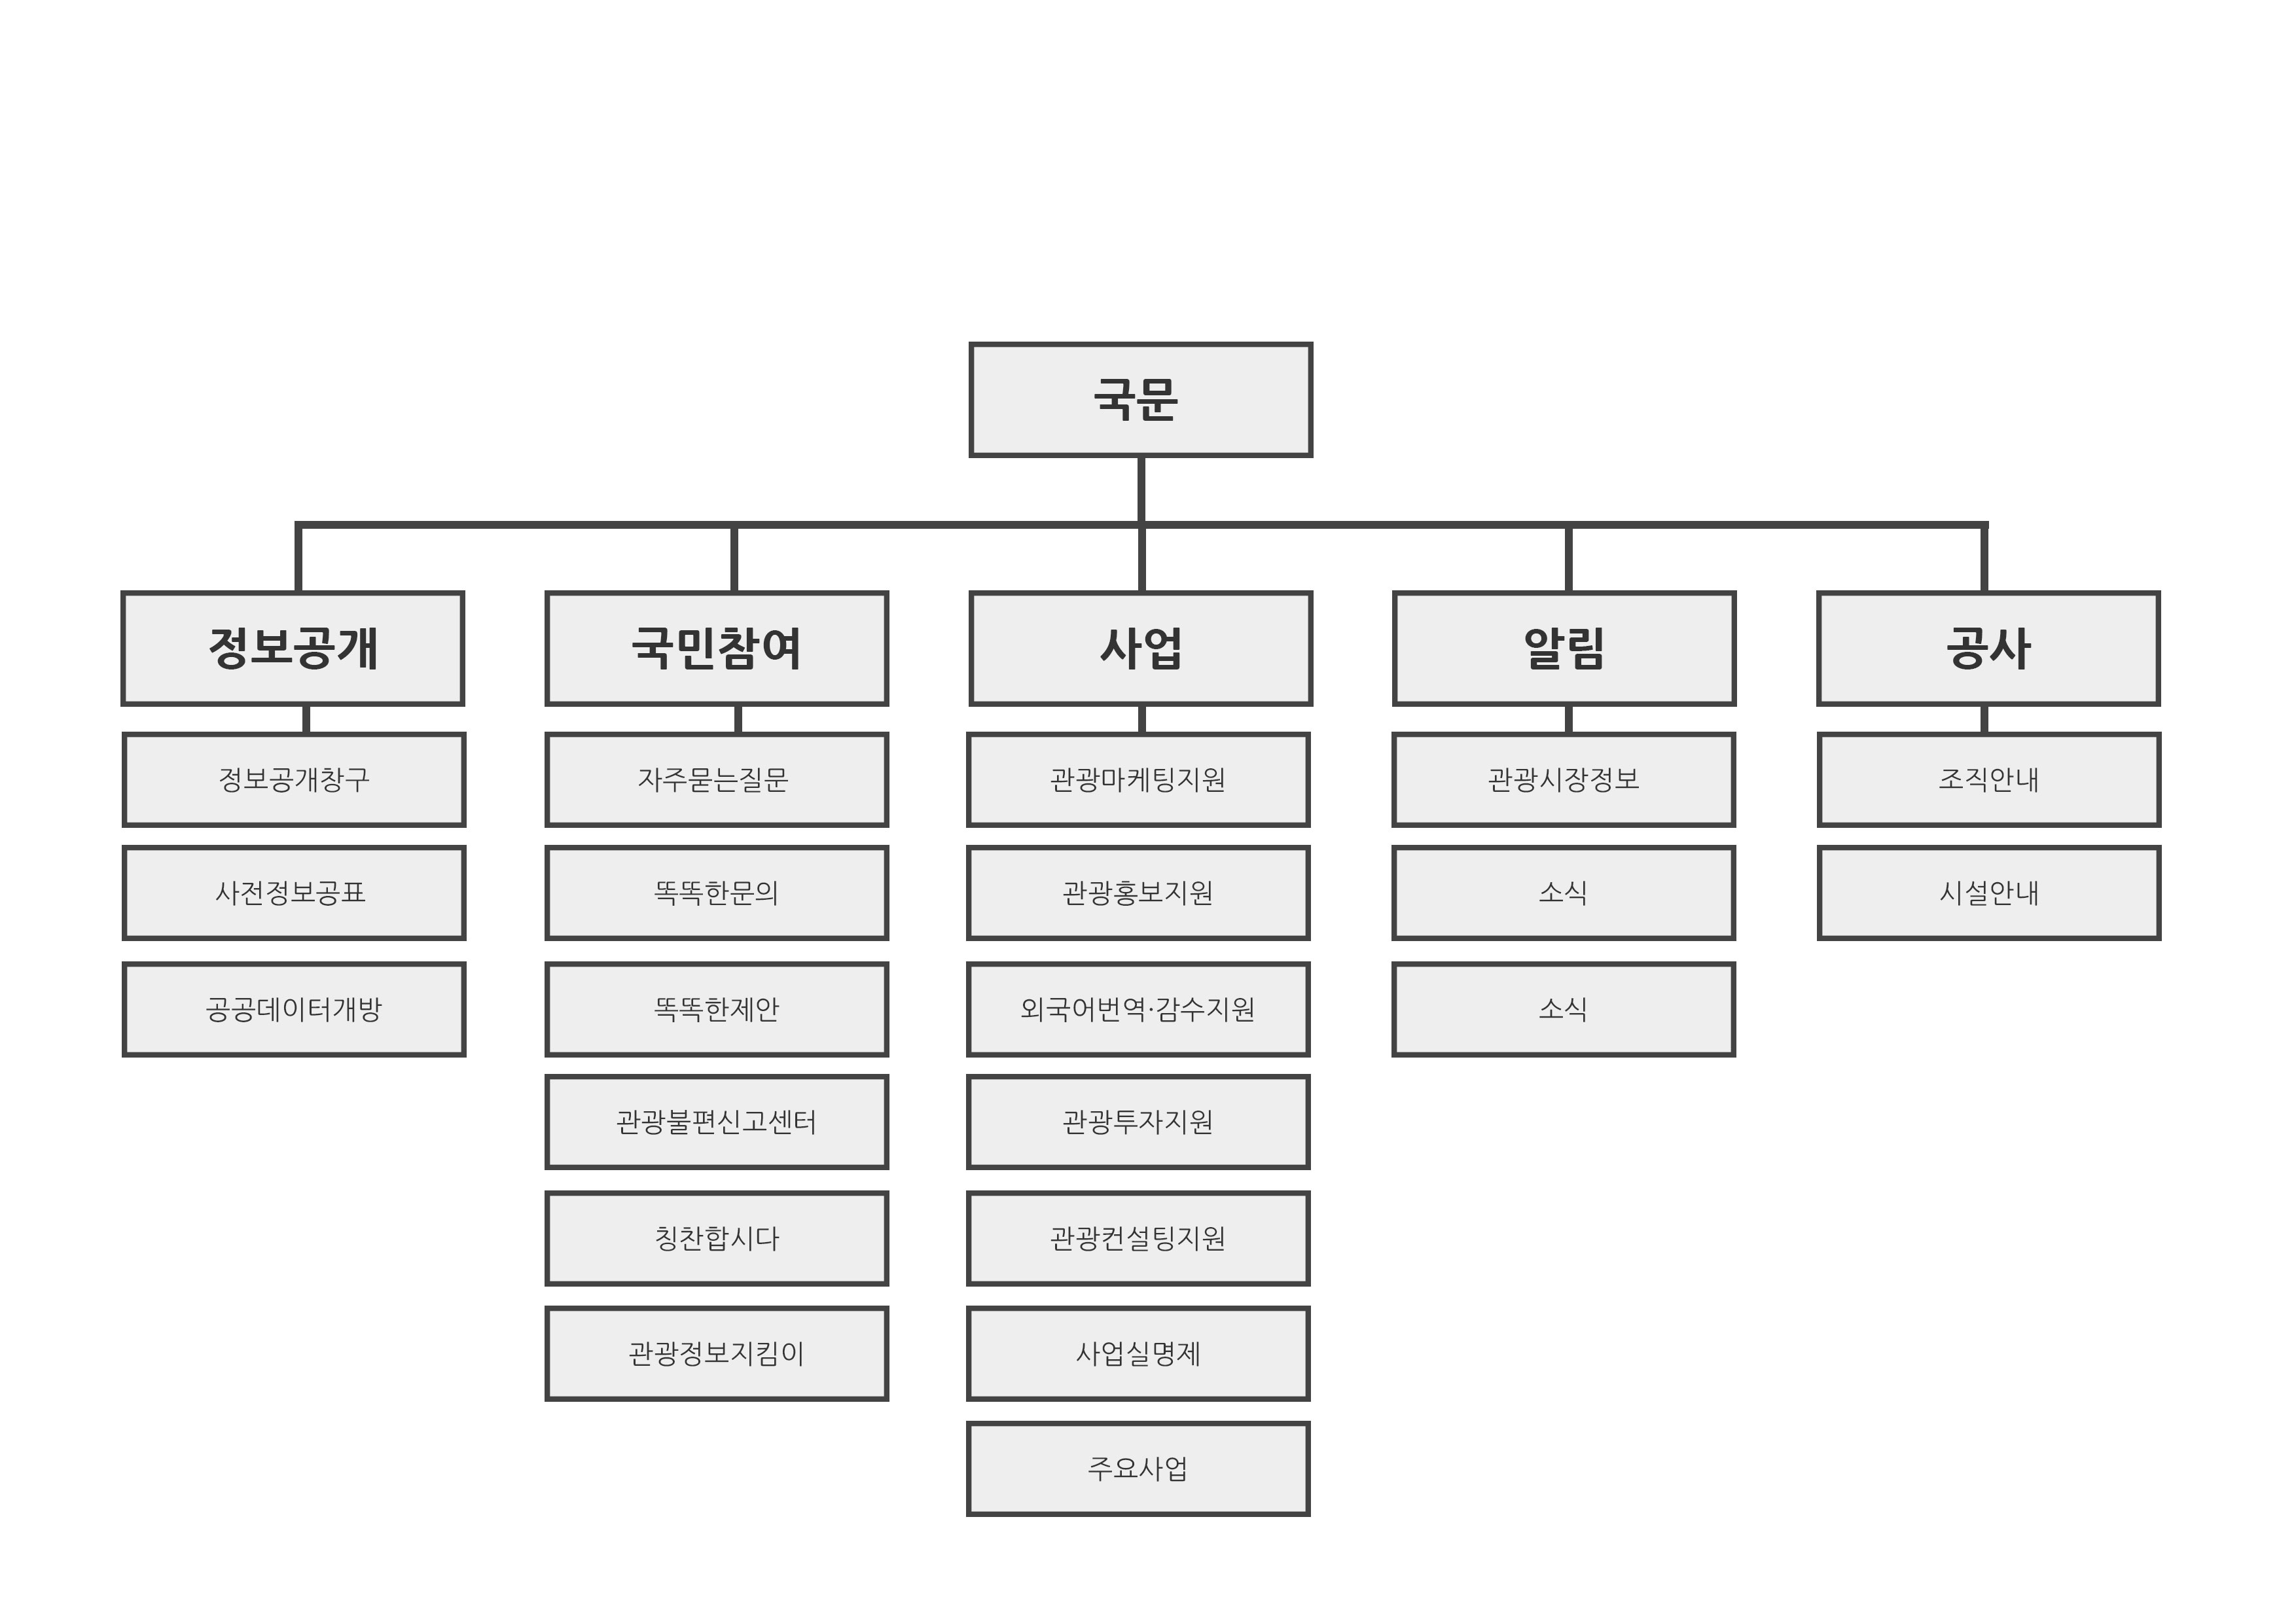 국문
정보공개
국민참여
사업
알림
공사
정보공개창구
사전정보공표
공공데이터개방
자주묻는질문
똑똑한문의
똑똑한제안
관광불편신고센터
칭찬합시다
관광정보지킴이
관광마케팅지원
관광홍보지원
외국어번역·감수지원
관광투자지원
관광컨설팅지원
사업실명제
주요사업
관광시장정보
소식
소식
조직안내
시설안내